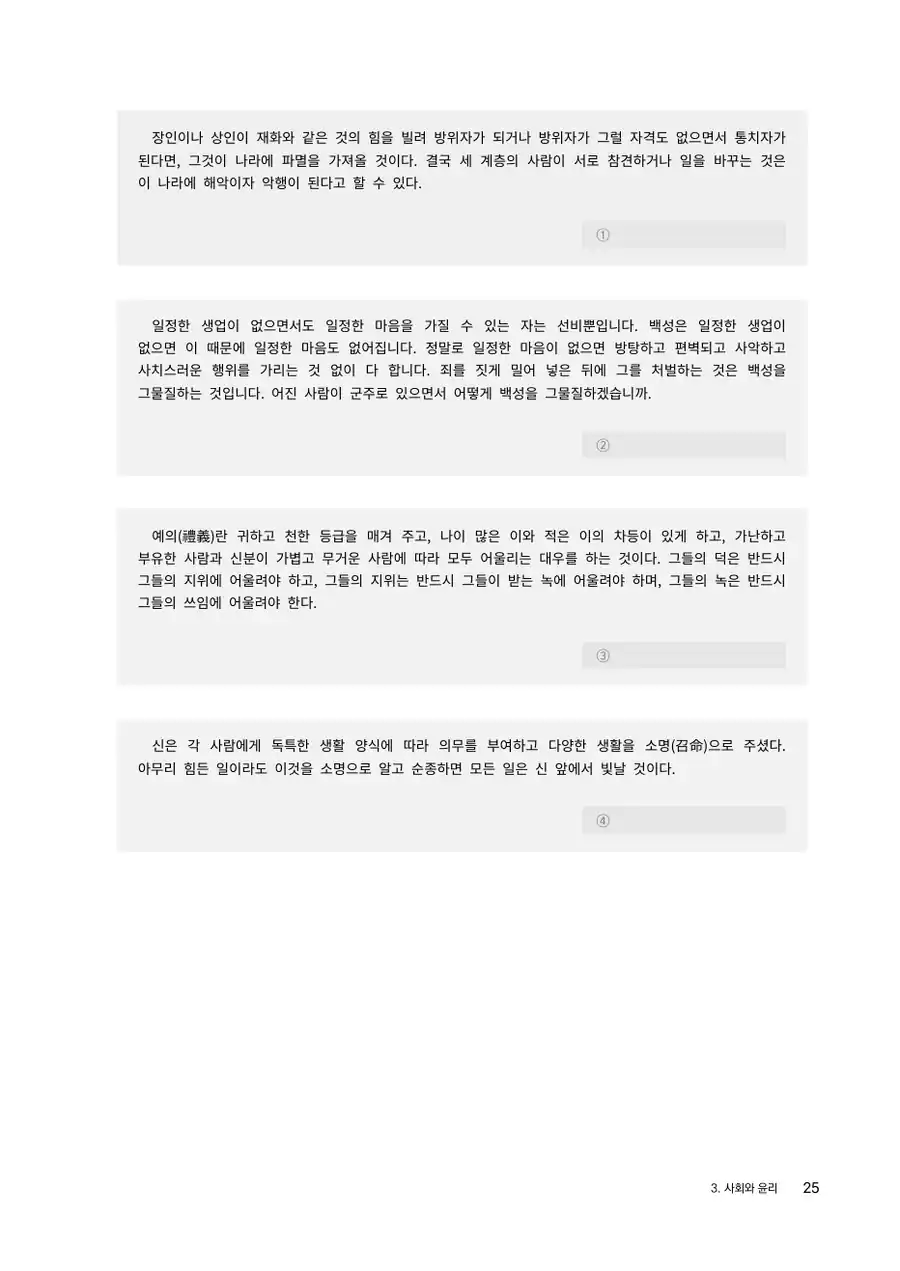 장인이나 상인이 재화와 같은 것의 힘을 빌려 방위자가 되거나 방위자가 그럴 자격도 없으면서 통치자가
된다면, 그것이 나라에 파멸을 가져올 것이다. 결국 세 계층의 사람이 서로 참견하거나 일을 바꾸는 것은
이 나라에 해악이자 악행이 된다고 할 수 있다.
①
일정한 생업이 없으면서도 일정한 마음을 가질 수 있는 자는 선비뿐입니다. 백성은 일정한 생업이
없으면 이 때문에 일정한 마음도 없어집니다. 정말로 일정한 마음이 없으면 방탕하고 편벽되고 사악하고
사치스러운 행위를 가리는 것 없이 다 합니다. 죄를 짓게 밀어 넣은 뒤에 그를 처벌하는 것은 백성을
그물질하는 것입니다. 어진 사람이 군주로 있으면서 어떻게 백성을 그물질하겠습니까.
②
예의(禮義)란 귀하고 천한 등급을 매겨 주고, 나이 많은 이와 적은 이의 차등이 있게 하고, 가난하고
부유한 사람과 신분이 가볍고 무거운 사람에 따라 모두 어울리는 대우를 하는 것이다. 그들의 덕은 반드시
그들의 지위에 어울려야 하고, 그들의 지위는 반드시 그들이 받는 녹에 어울려야 하며, 그들의 녹은 반드시
그들의 쓰임에 어울려야 한다.
③
신은 각 사람에게 독특한 생활 양식에 따라 의무를 부여하고 다양한 생활을 소명(召命)으로 주셨다.
아무리 힘든 일이라도 이것을 소명으로 알고 순종하면 모든 일은 신 앞에서 빛날 것이다.
④
3. 사회와 윤리 25